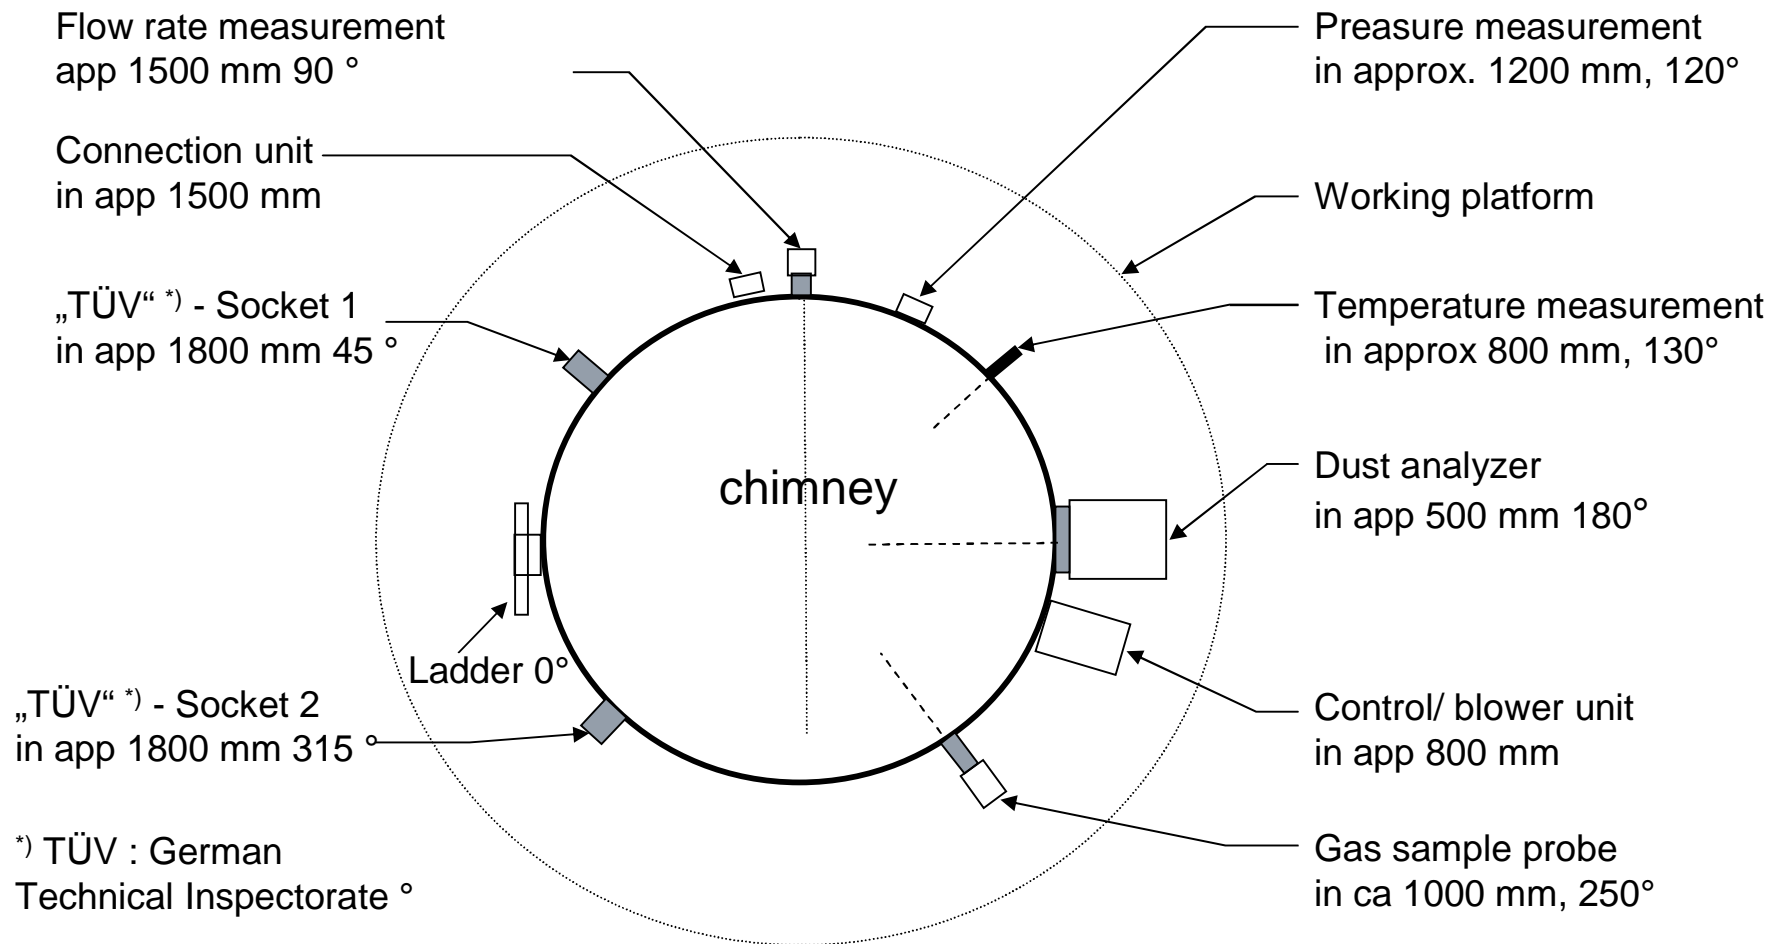 Flow rate measurement
app 1500 mm 90 °
Connection unit
in app 1500 mm
„TÜV“ *) - Socket 1
in app 1800 mm 45 °
Ladder 0°
„TÜV“ *) - Socket 2
in app 1800 mm 315 °
*) TÜV : German
Technical Inspectorate °
chimney
Preasure measurement
in approx. 1200 mm, 120°
Working platform
Temperature measurement
in approx 800 mm, 130°
Dust analyzer
in app 500 mm 180°
Control/ blower unit
in app 800 mm
Gas sample probe
in ca 1000 mm, 250°